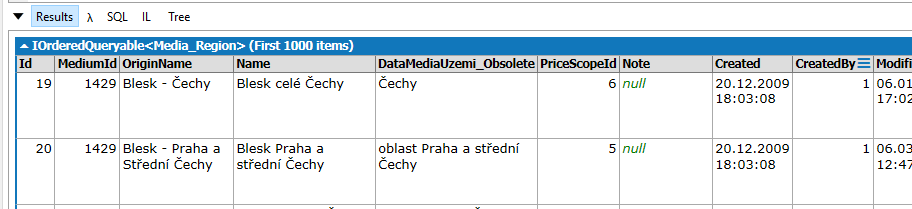 Results λ SQL IL Tree
IOrderedQueryable<Media_Region> (First 1000 items)
Id MediumId OriginName Name DataMediaUzemi_Obsolete PriceScopeId Note Created CreatedBy Modifi
19 1429 Blesk - Čechy Blesk celé Čechy Čechy 6 null 20.12.2009 1 06.01
18:03:08 17:02
20 1429 Blesk - Praha a Blesk Praha a oblast Praha a střední 5 null 20.12.2009 1 06.03
Střední Čechy střední Čechy Čechy 18:03:08 12:47